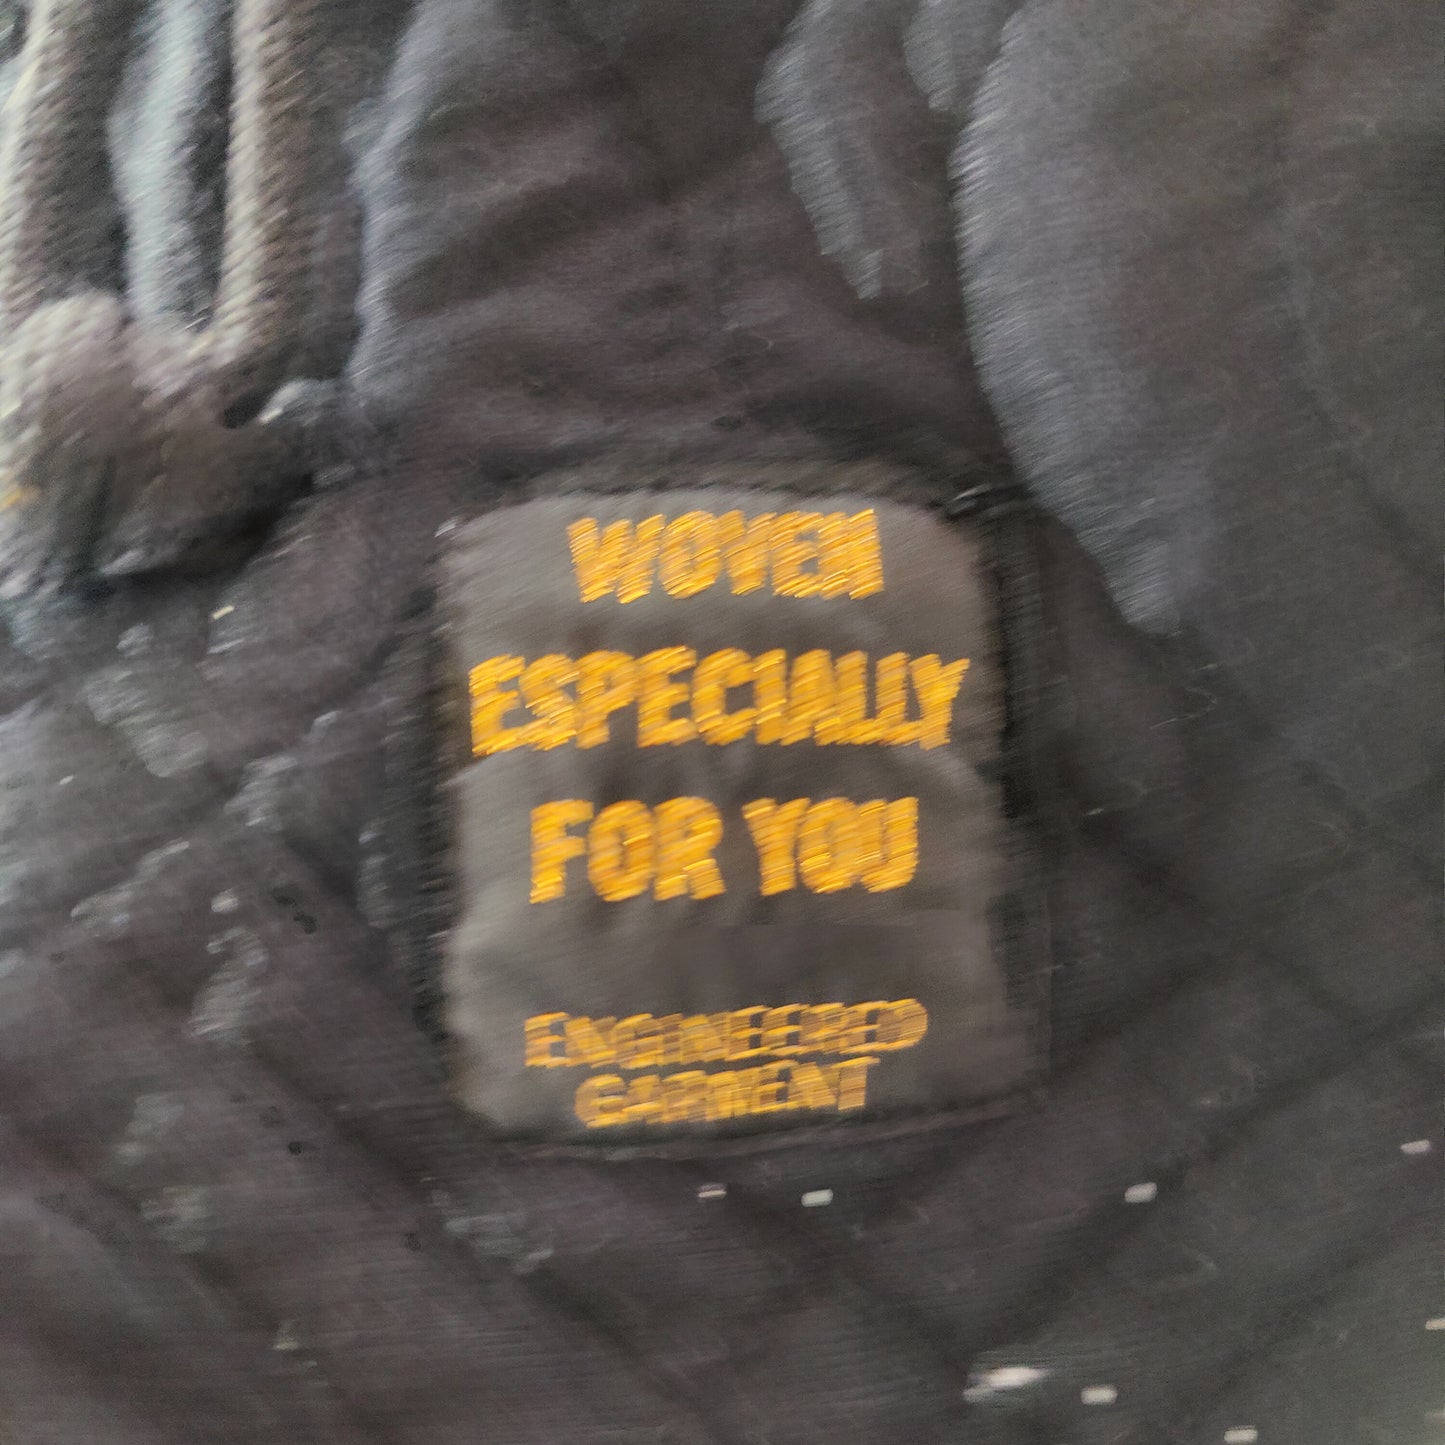 WOVEN
ESPECIALLY
FOR YOU
ENGINEERED
GARMENT